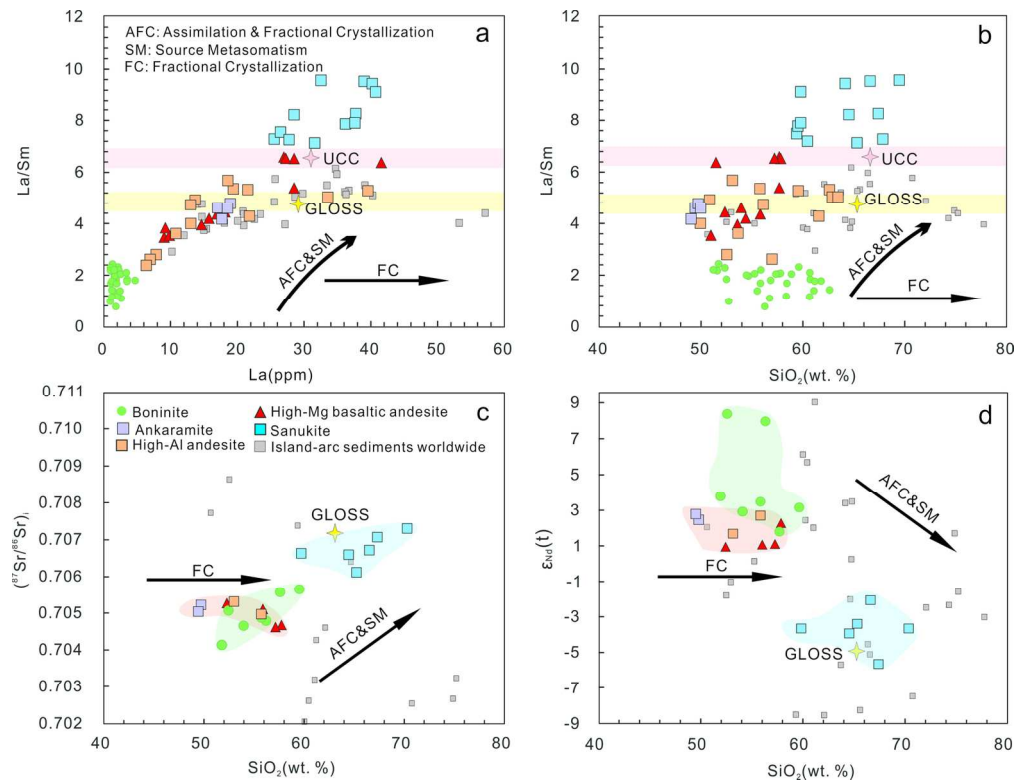 AFC: Assimilation & Fractional Crystallization
SM: Source Metasomatism
FC: Fractional Crystallization
a
La/Sm
12
10
8
6
4
2
0
UCC
GLOSS
AFC&SM
FC
0 10 20 30 40 50 60
La(ppm)
b
La/Sm
12
10
8
6
4
2
0
UCC
GLOSS
AFC&SM
FC
40 50 60 70 80
SiO₂(wt. %)
c
(⁸⁷Sr/⁸⁶Sr)ᵢ
0.711
0.710
0.709
0.708
0.707
0.706
0.705
0.704
0.703
0.702
Boninite
High-Mg basaltic andesite
Ankaramite
Sanukite
High-Al andesite
Island-arc sediments worldwide
GLOSS
FC
AFC&SM
40 50 60 70 80
SiO₂(wt. %)
d
εNd(t)
9
7
5
3
1
-1
-3
-5
-7
-9
AFC&SM
FC
GLOSS
40 50 60 70 80
SiO₂(wt. %)